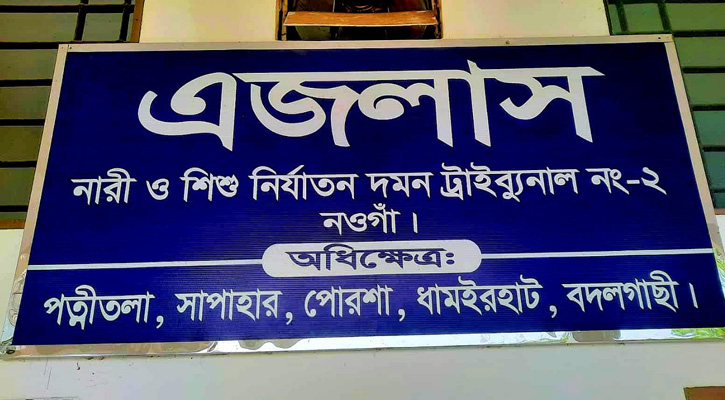 এজলাস
নারী ও শিশু নির্যাতন দমন ট্রাইব্যুনাল নং-২
নওগাঁ।
অধিক্ষেত্র:
পত্নীতলা, সাপাহার, পোরশা, ধামইরহাট, বদলগাছী।